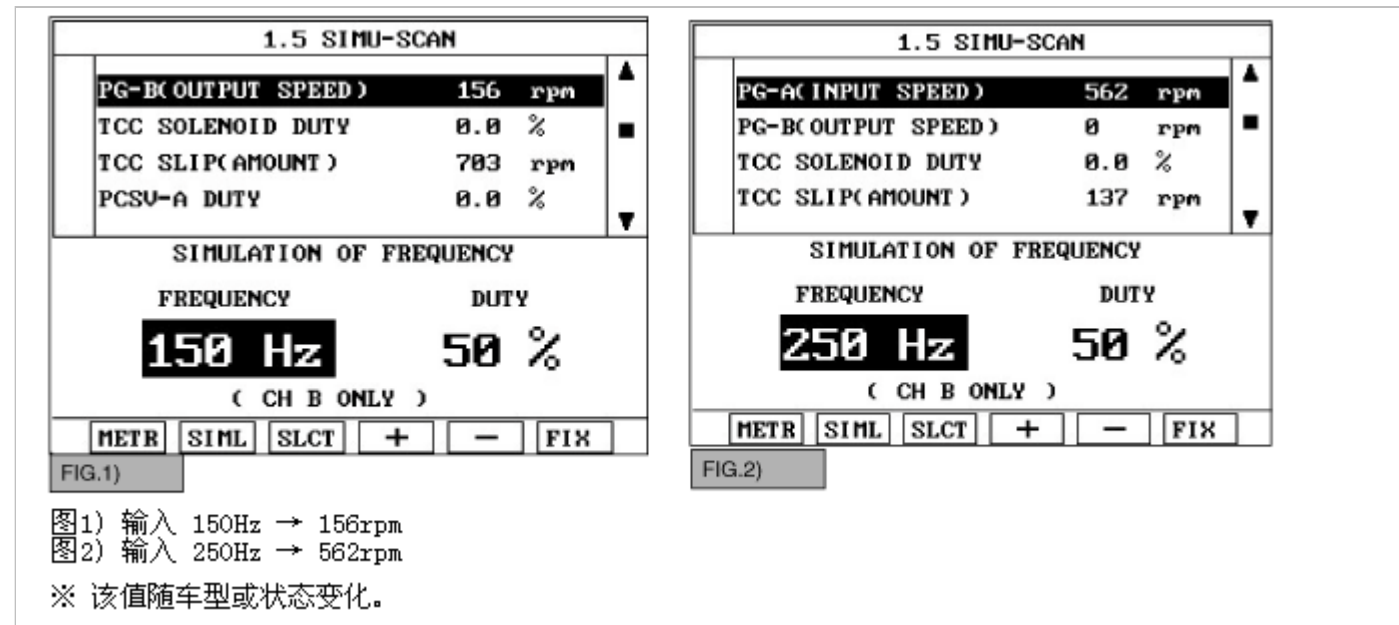 1.5 SIMU-SCAN
PG-B(OUTPUT SPEED) 156 rpm
TCC SOLENOID DUTY 0.0 %
TCC SLIP(AMOUNT) 703 rpm
PCSV-A DUTY 0.0 %
SIMULATION OF FREQUENCY
FREQUENCY DUTY
150 Hz 50 %
( CH B ONLY )
METR SIML SLCT + - FIX
FIG.1)
1.5 SIMU-SCAN
PG-A(INPUT SPEED) 562 rpm
PG-B(OUTPUT SPEED) 0 rpm
TCC SOLENOID DUTY 0.0 %
TCC SLIP(AMOUNT) 137 rpm
SIMULATION OF FREQUENCY
FREQUENCY DUTY
250 Hz 50 %
( CH B ONLY )
METR SIML SLCT + - FIX
FIG.2)
图1) 输入 150Hz → 156rpm
图2) 输入 250Hz → 562rpm
※ 该值随车型或状态变化。